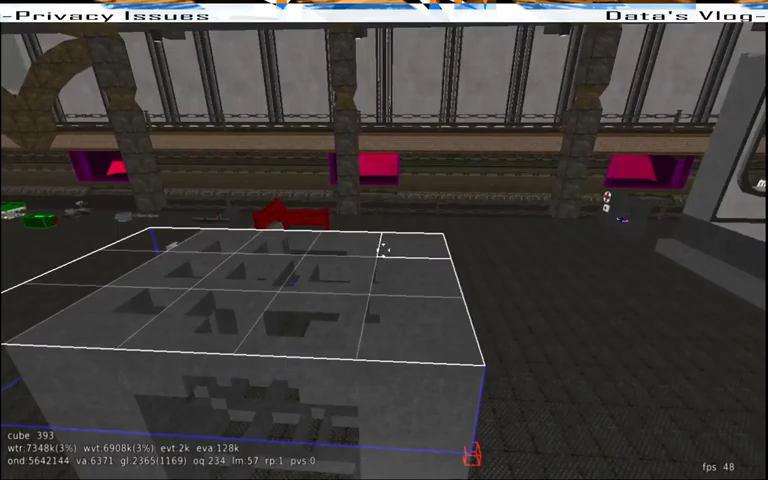 -Privacy Issues
Data's Vlog-
cube 393
wtr:7348k(3%) wvt:6908k(3%) evt:2k eva:128k
ond:5642144 va:6371 gl:2365(1169) oq:234 lm:57 rp:1 pvs:0
fps 48